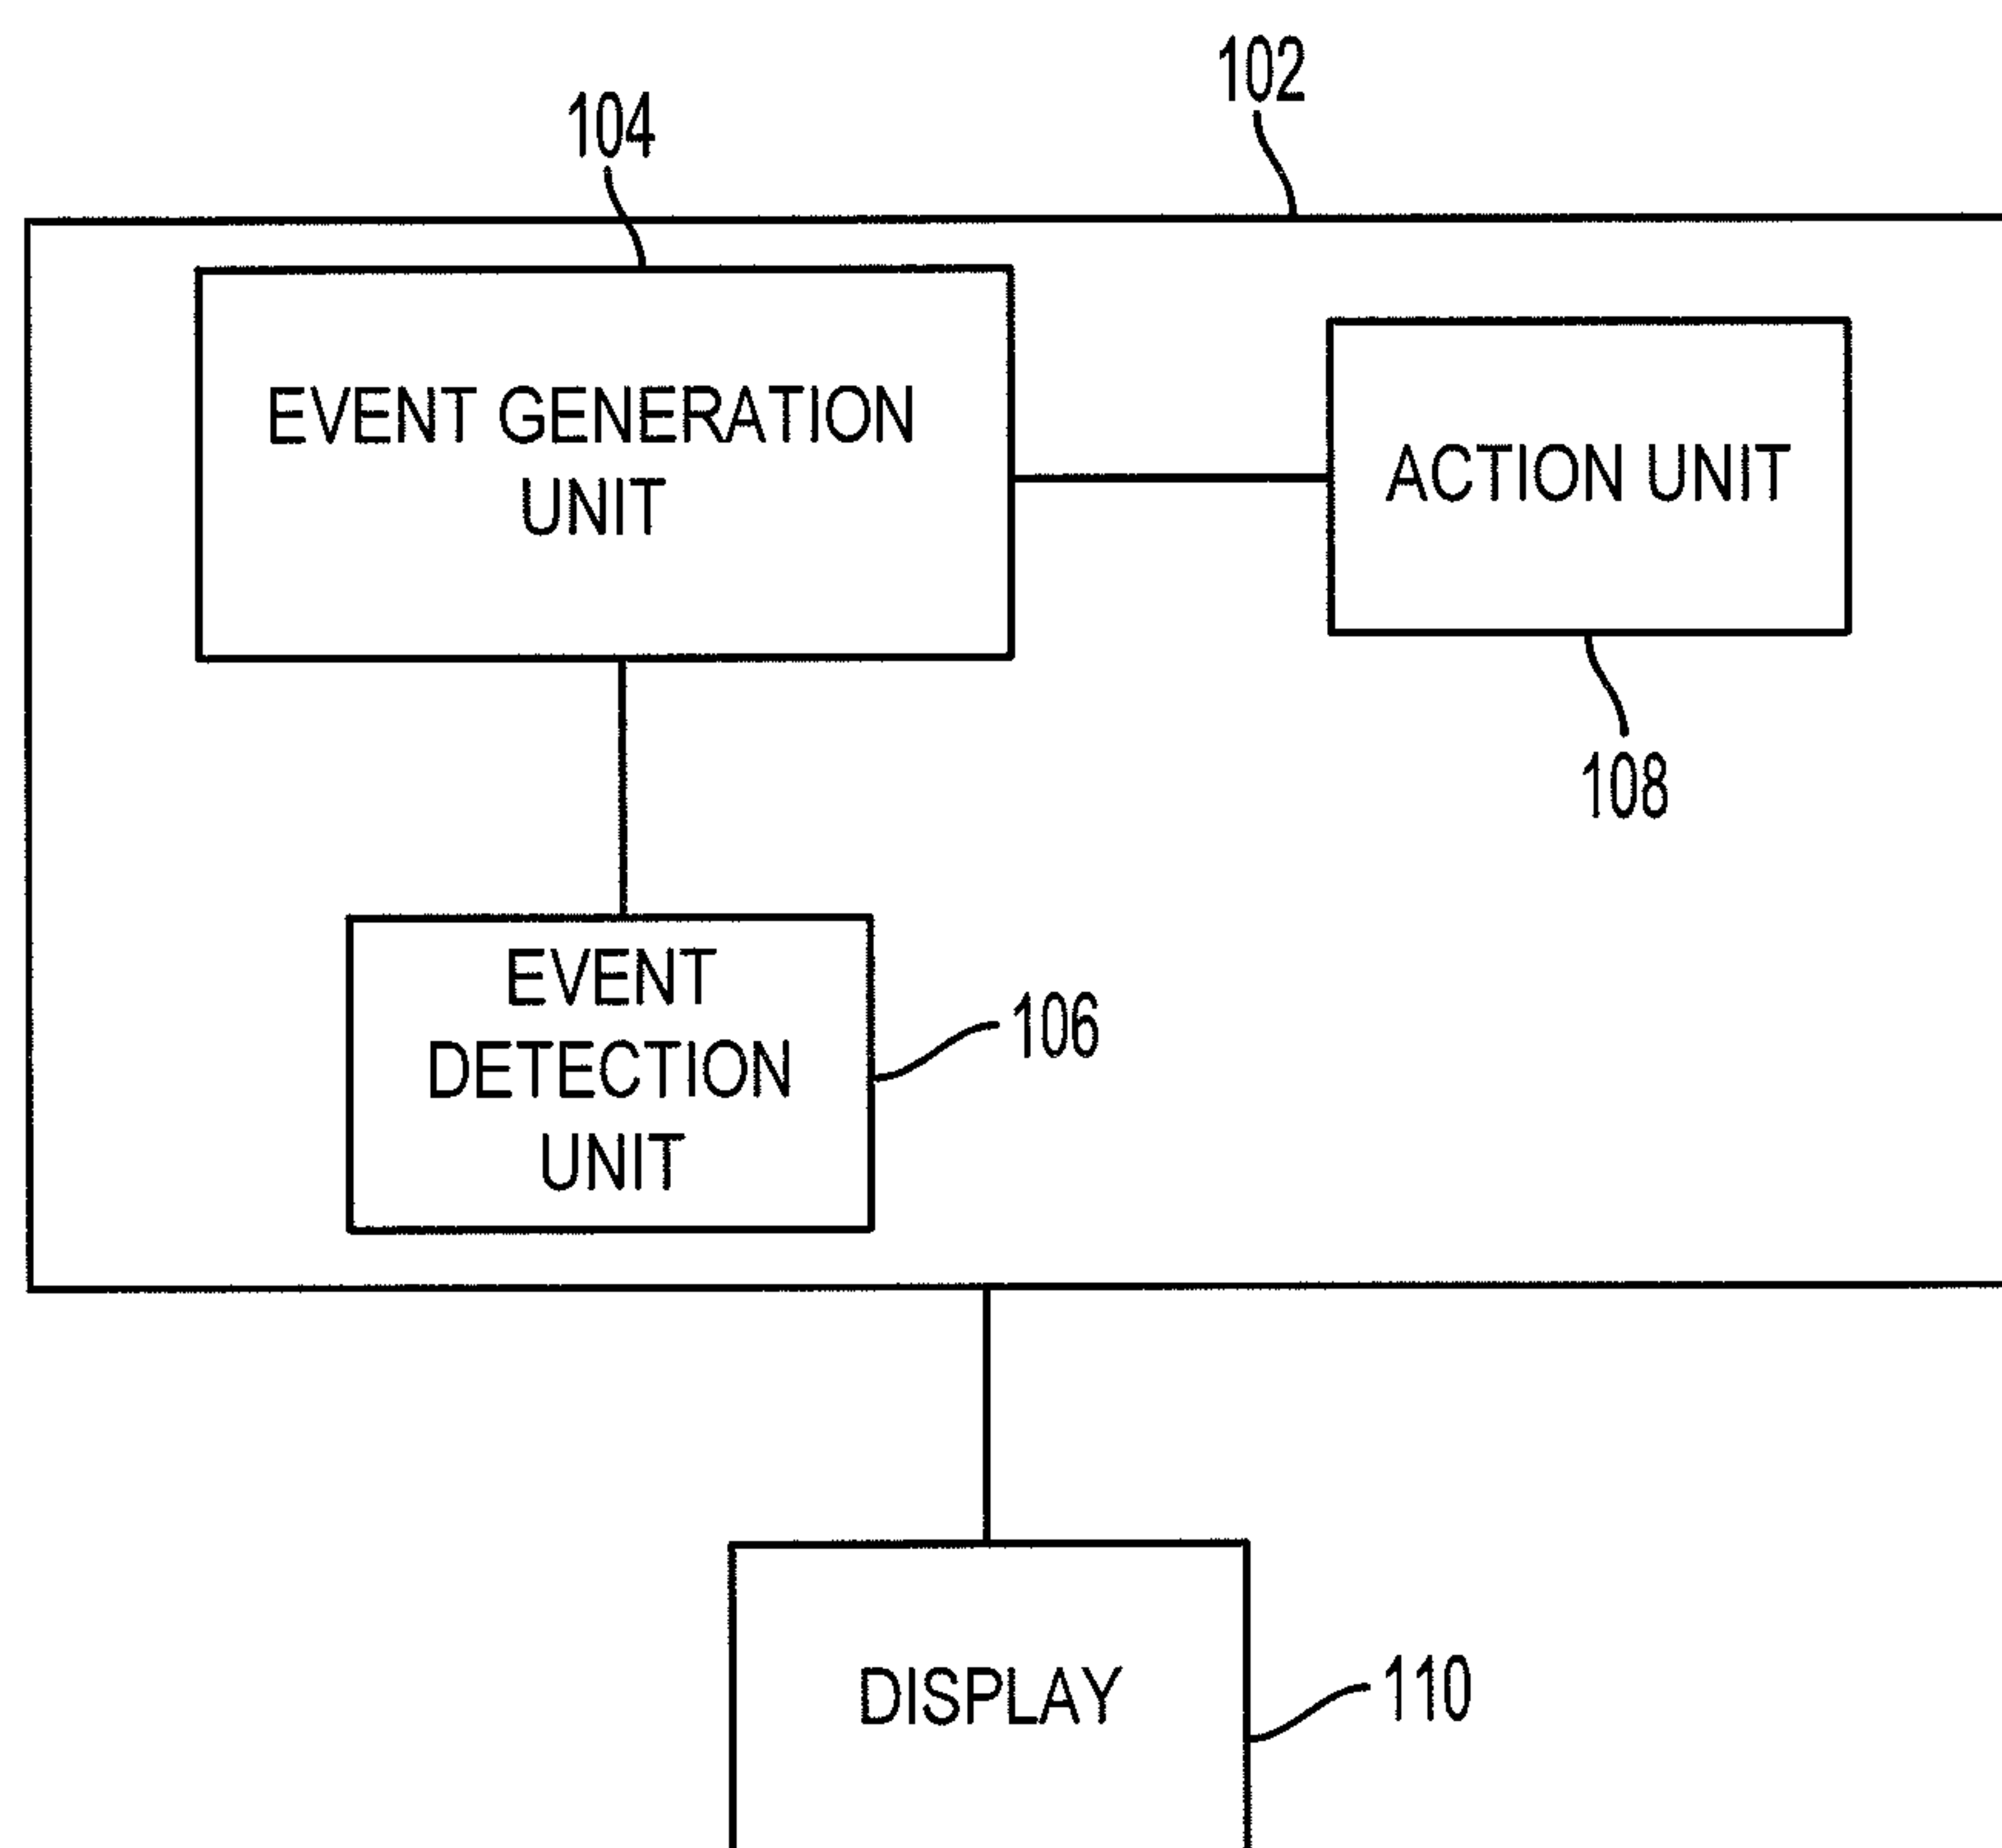 102
104
EVENT GENERATION
UNIT
ACTION UNIT
108
EVENT
DETECTION
UNIT
106
DISPLAY
110